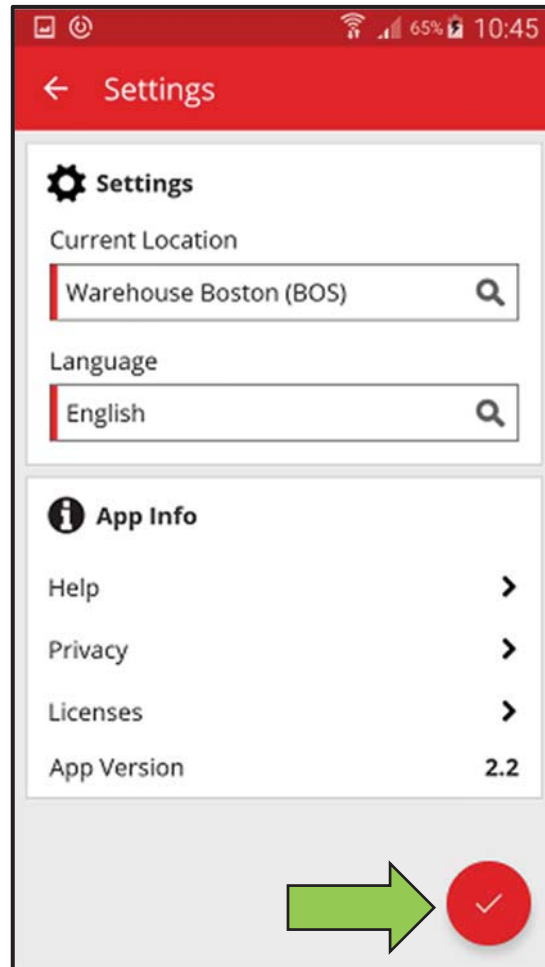 65% 10:45
Settings
Settings
Current Location
Warehouse Boston (BOS)
Language
English
App Info
Help
Privacy
Licenses
App Version 2.2